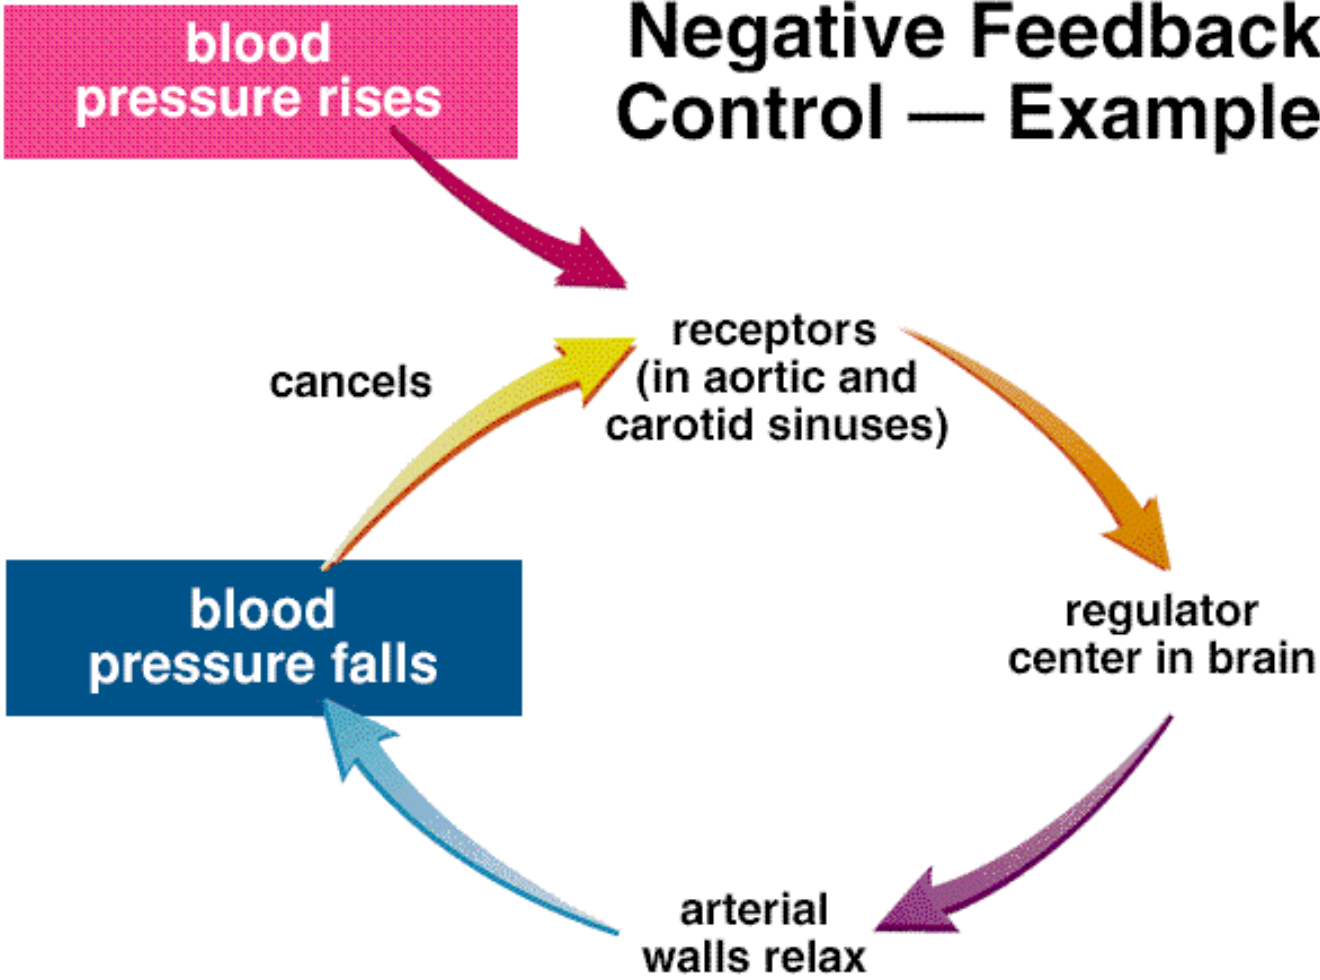 blood
pressure rises
Negative Feedback
Control — Example
receptors
(in aortic and
carotid sinuses)
cancels
regulator
center in brain
blood
pressure falls
arterial
walls relax